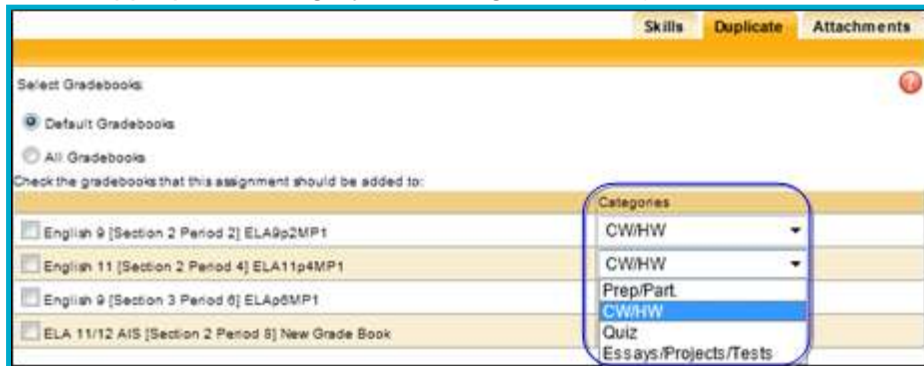 Skills Duplicate Attachments
Select Gradebooks:
?
Default Gradebooks
All Gradebooks
Check the gradebooks that this assignment should be added to:
Categories
English 9 [Section 2 Period 2] ELA9p2MP1 CW/HW
English 11 [Section 2 Period 4] ELA11p4MP1 CW/HW
English 9 [Section 3 Period 6] ELAp6MP1 Prep/Part.
CW/HW
ELA 11/12 AIS [Section 2 Period 8] New Grade Book Quiz
Essays/Projects/Tests